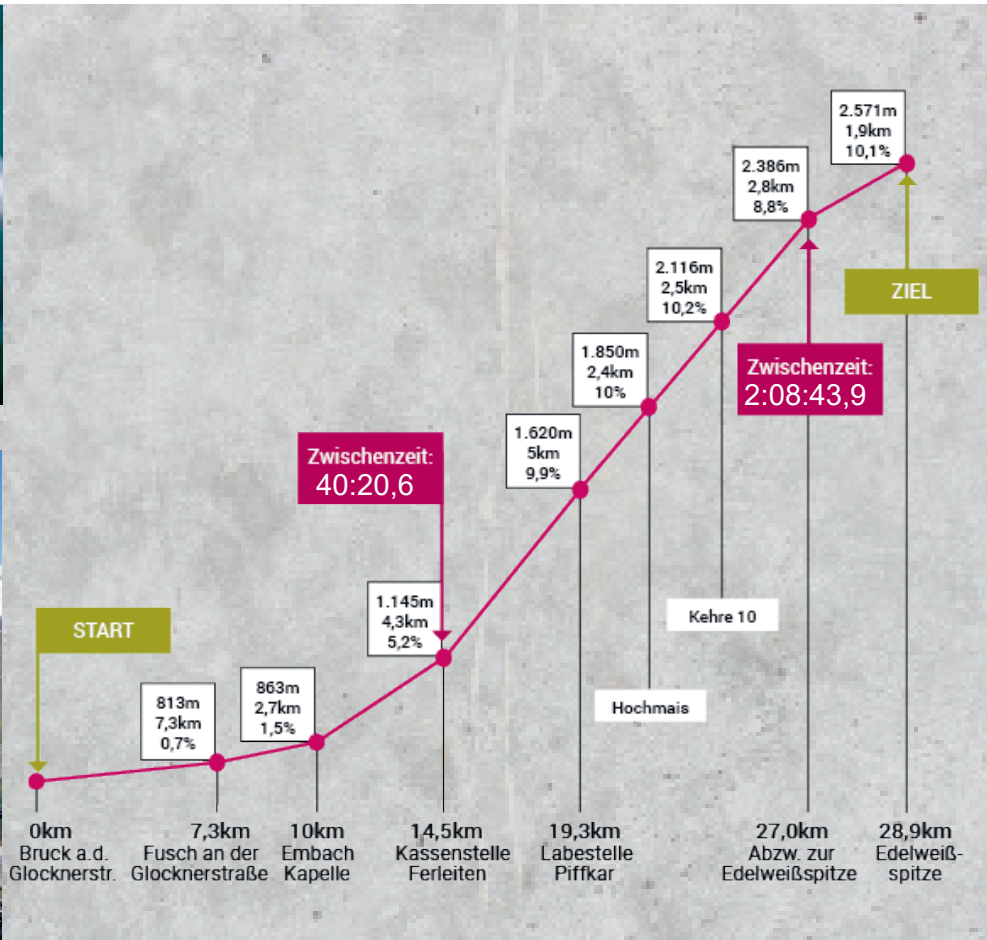 2.571m
1,9km
10,1%
2.386m
2,8km
8,8%
2.116m
2,5km
10,2%
ZIEL
1.850m
2,4km
10%
Zwischenzeit:
2:08:43,9
1.620m
5km
9,9%
Zwischenzeit:
40:20,6
1.145m
4,3km
5,2%
START
Kehre 10
863m
2,7km
1,5%
813m
7,3km
0,7%
Hochmais
0km
Bruck a.d.
Glocknerstr.
7,3km
Fusch an der
Glocknerstraße
10km
Embach
Kapelle
14,5km
Kassenstelle
Ferleiten
19,3km
Labestelle
Piffkar
27,0km
Abzw. zur
Edelweißspitze
28,9km
Edelweiß-
spitze